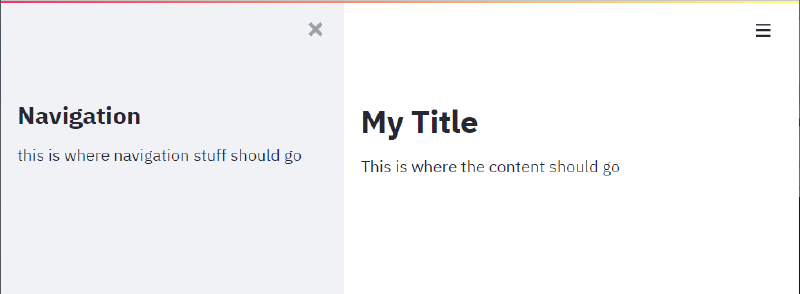 Navigation
this is where navigation stuff should go
My Title
This is where the content should go